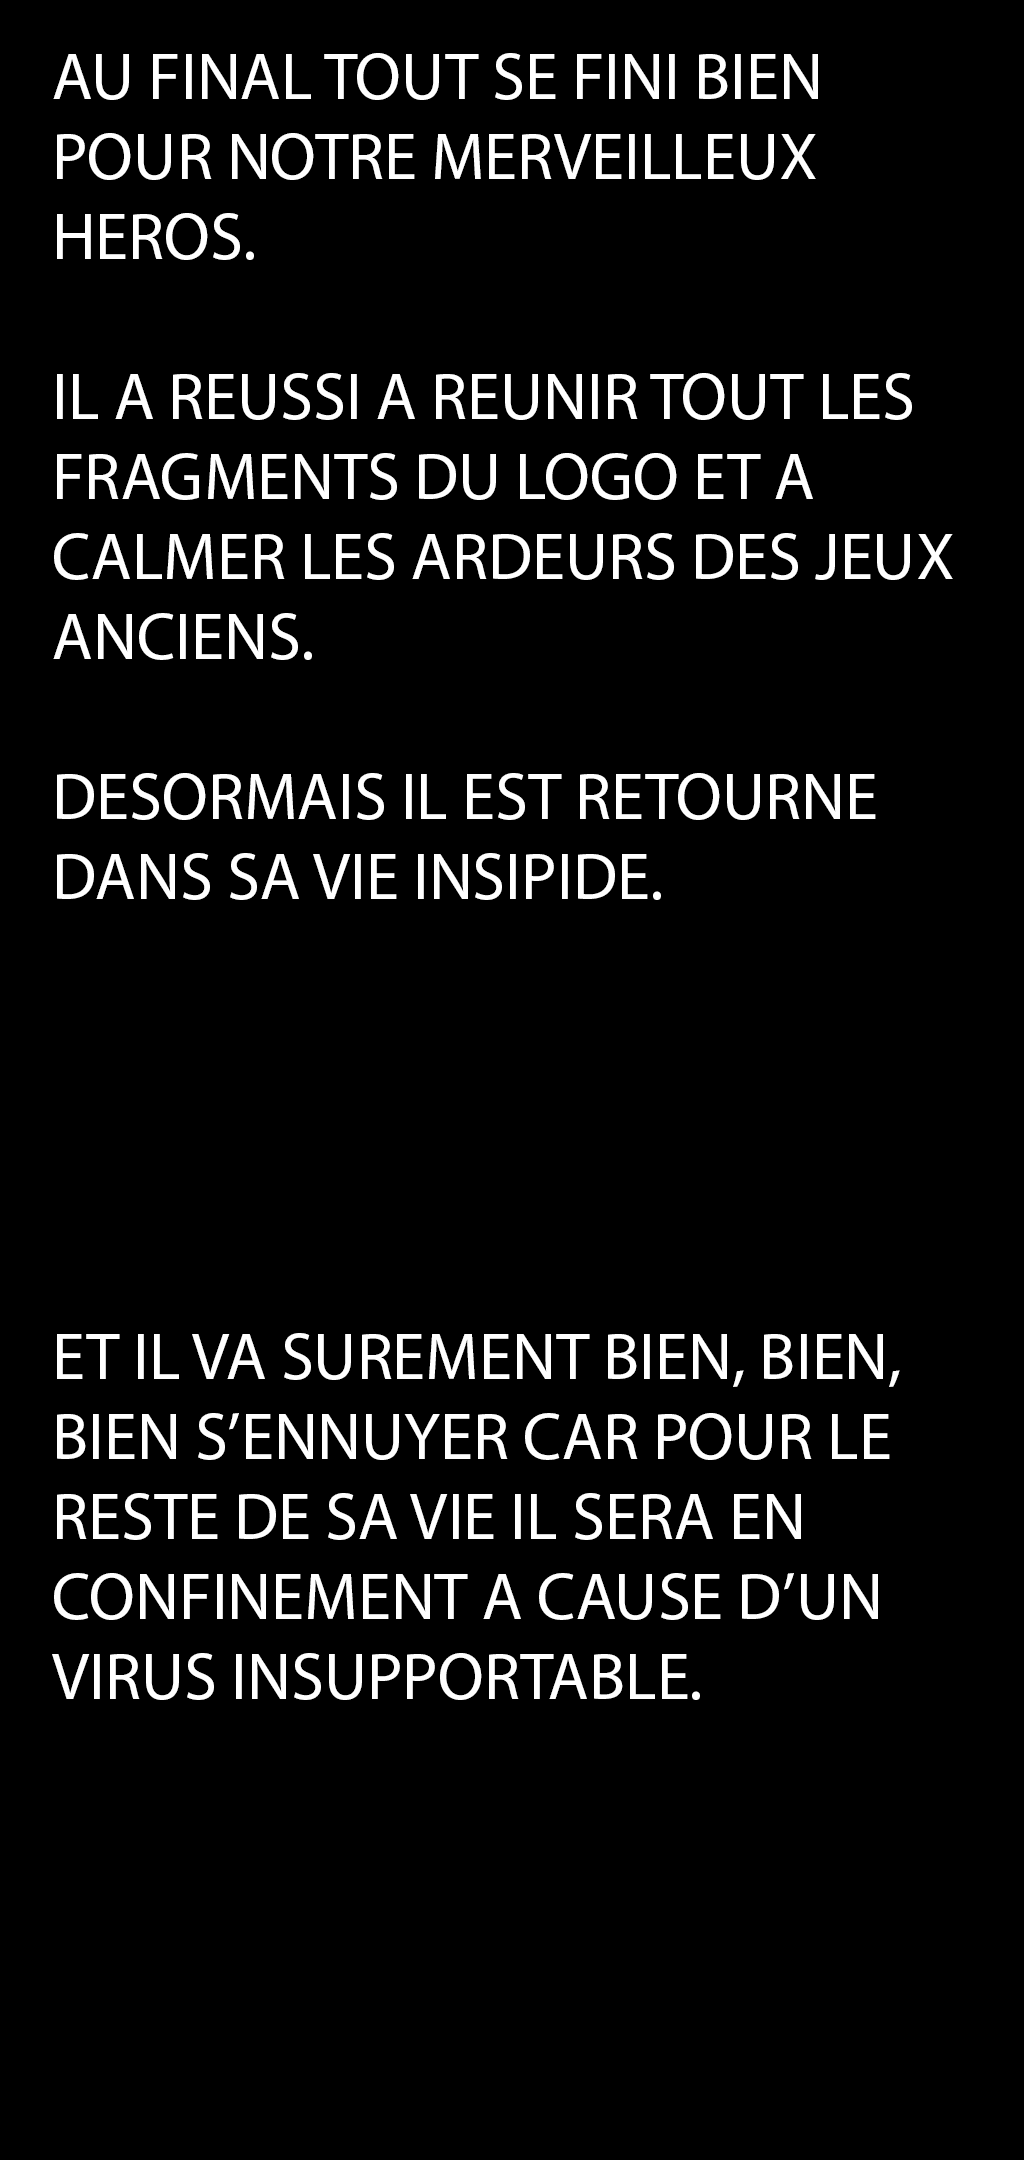 AU FINAL TOUT SE FINI BIEN
POUR NOTRE MERVEILLEUX
HEROS.
IL A REUSSI A REUNIR TOUT LES
FRAGMENTS DU LOGO ET A
CALMER LES ARDEURS DES JEUX
ANCIENS.
DESORMAIS IL EST RETOURNE
DANS SA VIE INSIPIDE.
ET IL VA SUREMENT BIEN, BIEN,
BIEN S’ENNUYER CAR POUR LE
RESTE DE SA VIE IL SERA EN
CONFINEMENT A CAUSE D’UN
VIRUS INSUPPORTABLE.